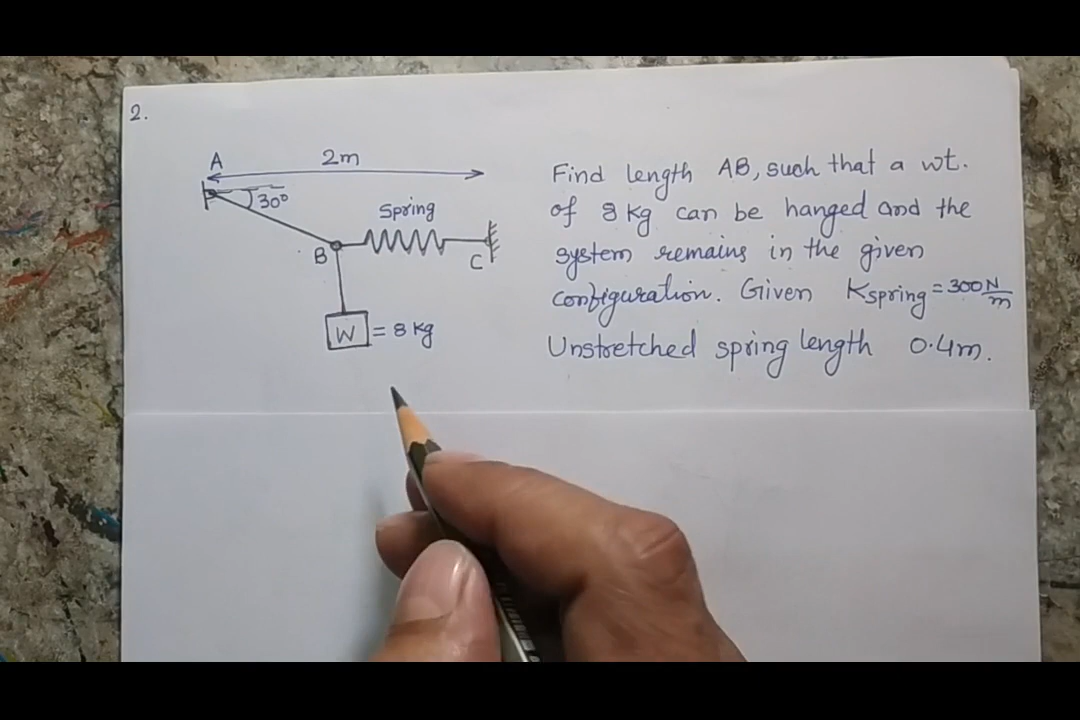 2.
A
2m
30°
Spring
B
C
W = 8 Kg
Find length AB, such that a wt.
of 8 Kg can be hanged and the
system remains in the given
configuration. Given Kspring = 300 N/m
Unstretched spring length 0.4m.